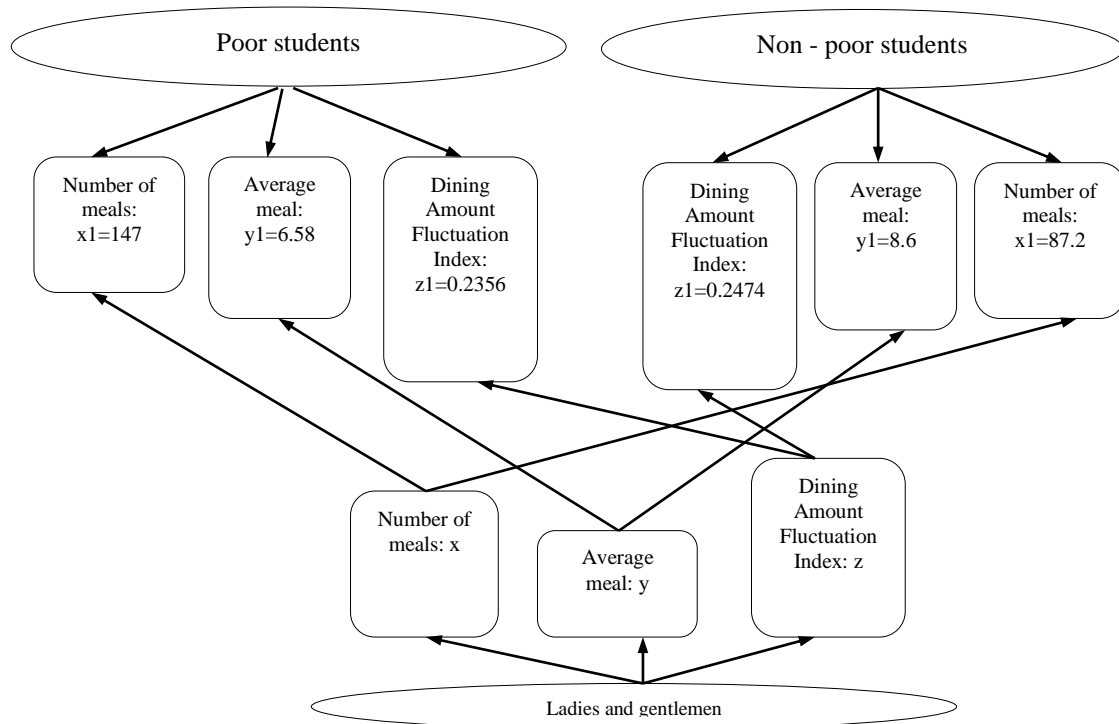 Poor students
Non - poor students
Number of
meals:
x1=147
Average
meal:
y1=6.58
Dining
Amount
Fluctuation
Index:
z1=0.2356
Dining
Amount
Fluctuation
Index:
z1=0.2474
Average
meal:
y1=8.6
Number of
meals:
x1=87.2
Number of
meals: x
Average
meal: y
Dining
Amount
Fluctuation
Index: z
Ladies and gentlemen